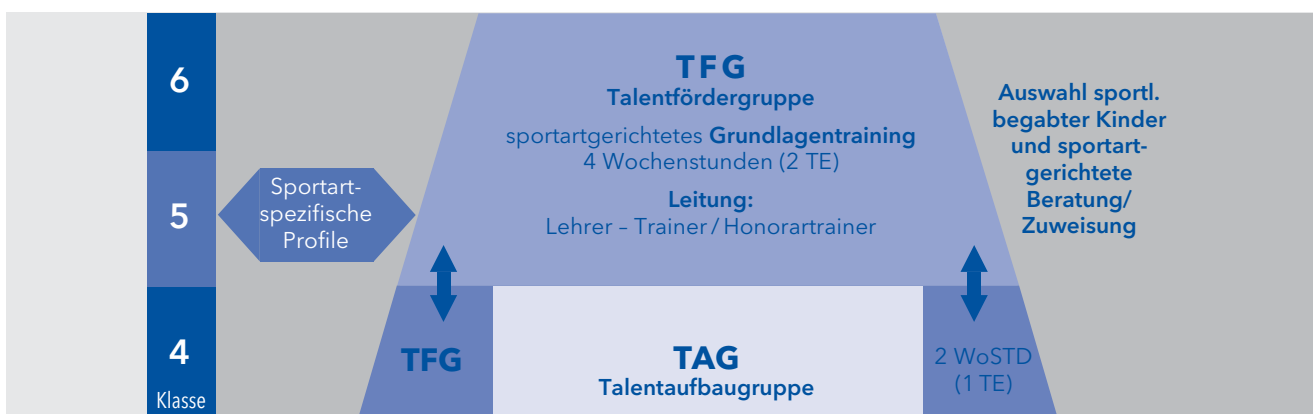 6
5
4
Klasse
Sportart-
spezifische
Profile
TFG
Talentfördergruppe
sportartgerichtetes Grundlagentraining
4 Wochenstunden (2 TE)
Leitung:
Lehrer – Trainer / Honorartrainer
Auswahl sportl.
begabter Kinder
und sportart-
gerichtete
Beratung/
Zuweisung
TFG
TAG
Talentaufbaugruppe
2 WoSTD
(1 TE)